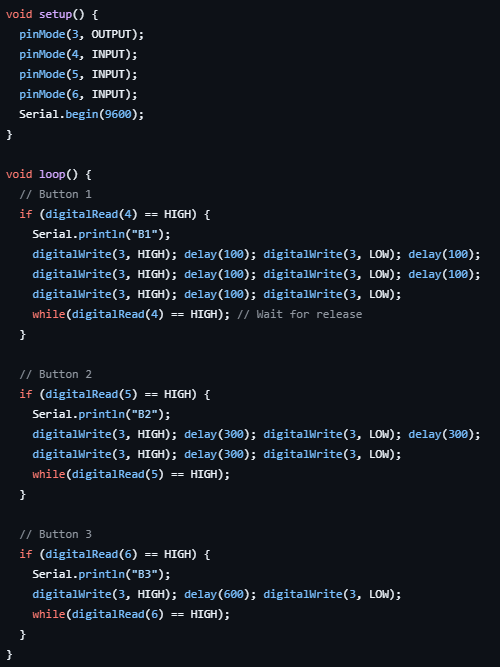 void setup() {
  pinMode(3, OUTPUT);
  pinMode(4, INPUT);
  pinMode(5, INPUT);
  pinMode(6, INPUT);
  Serial.begin(9600);
}

void loop() {
  // Button 1
  if (digitalRead(4) == HIGH) {
    Serial.println("B1");
    digitalWrite(3, HIGH); delay(100); digitalWrite(3, LOW); delay(100);
    digitalWrite(3, HIGH); delay(100); digitalWrite(3, LOW); delay(100);
    digitalWrite(3, HIGH); delay(100); digitalWrite(3, LOW);
    while(digitalRead(4) == HIGH); // Wait for release
  }

  // Button 2
  if (digitalRead(5) == HIGH) {
    Serial.println("B2");
    digitalWrite(3, HIGH); delay(300); digitalWrite(3, LOW); delay(300);
    digitalWrite(3, HIGH); delay(300); digitalWrite(3, LOW);
    while(digitalRead(5) == HIGH);
  }

  // Button 3
  if (digitalRead(6) == HIGH) {
    Serial.println("B3");
    digitalWrite(3, HIGH); delay(600); digitalWrite(3, LOW);
    while(digitalRead(6) == HIGH);
  }
}